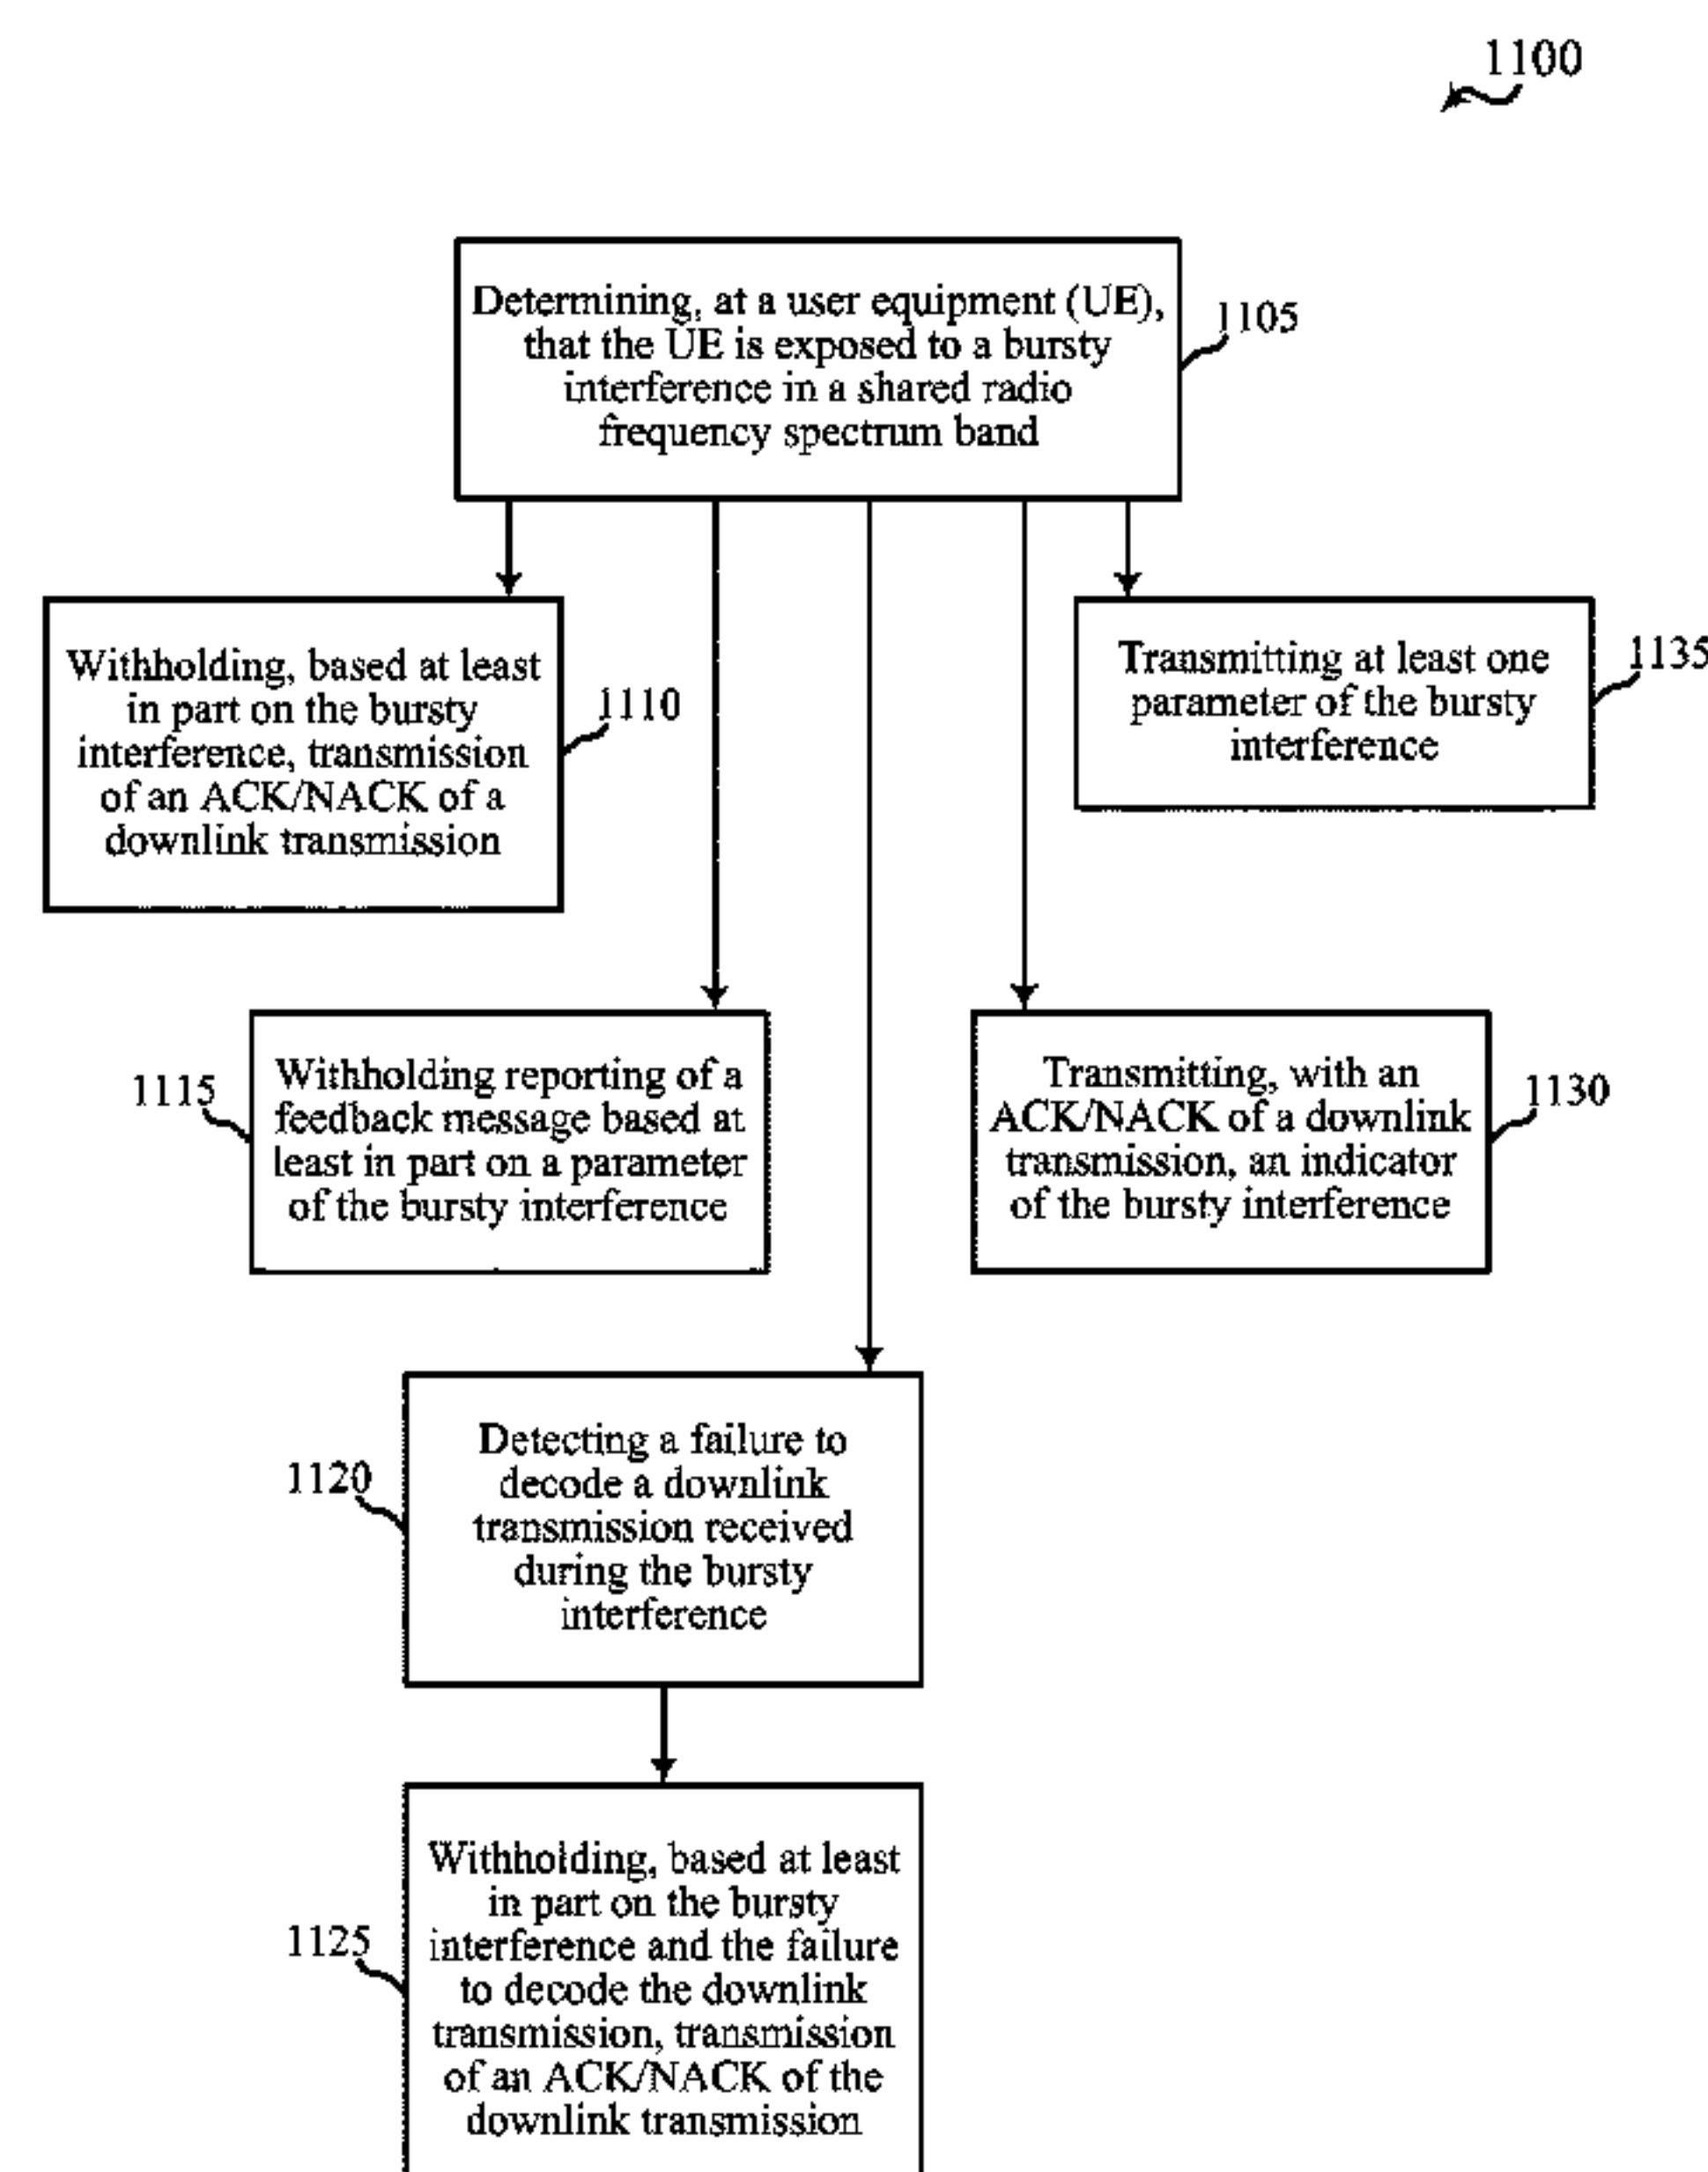 1100
Determining, at a user equipment (UE),
that the UE is exposed to a bursty
interference in a shared radio
frequency spectrum band
1105
Withholding, based at least
in part on the bursty
interference, transmission
of an ACK/NACK of a
downlink transmission
1110
Transmitting at least one
parameter of the bursty
interference
1135
1115
Withholding reporting of a
feedback message based at
least in part on a parameter
of the bursty interference
Transmitting, with an
ACK/NACK of a downlink
transmission, an indicator
of the bursty interference
1130
1120
Detecting a failure to
decode a downlink
transmission received
during the bursty
interference
1125
Withholding, based at least
in part on the bursty
interference and the failure
to decode the downlink
transmission, transmission
of an ACK/NACK of the
downlink transmission